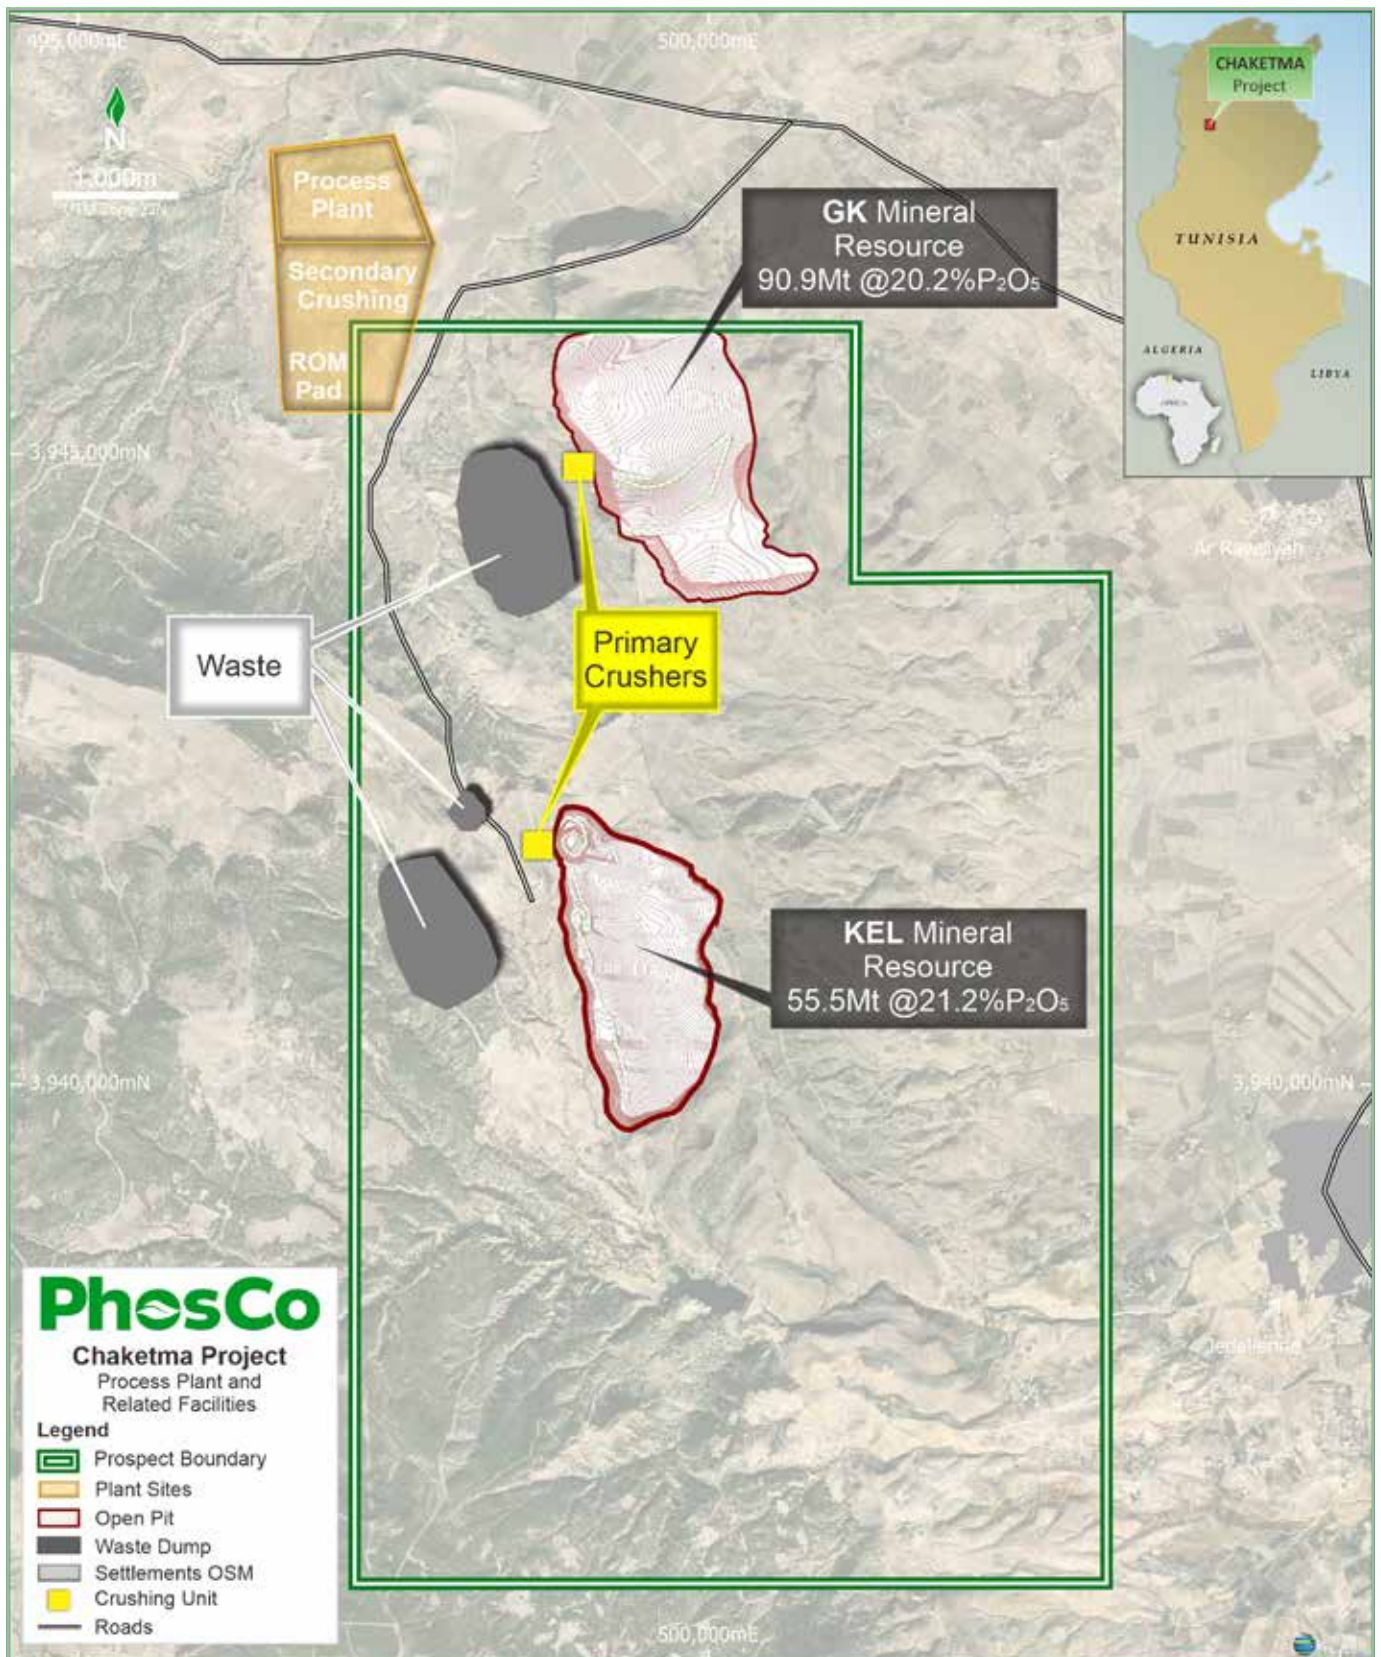 495,000mE
500,000mE
N
1,000m
CHAKETMA
Project
TUNISIA
ALGERIA
LIBYA
AFRICA
Process
Plant
Secondary
Crushing
ROM
Pad
GK Mineral
Resource
90.9Mt @20.2%P₂O₅
3,945,000mN
Ar Rawajyah
Waste
Primary
Crushers
KEL Mineral
Resource
55.5Mt @21.2%P₂O₅
3,940,000mN
3,940,000mN
PhosCo
Chaketma Project
Process Plant and
Related Facilities
Legend
Prospect Boundary
Plant Sites
Open Pit
Waste Dump
Settlements OSM
Crushing Unit
Roads
500,000mE